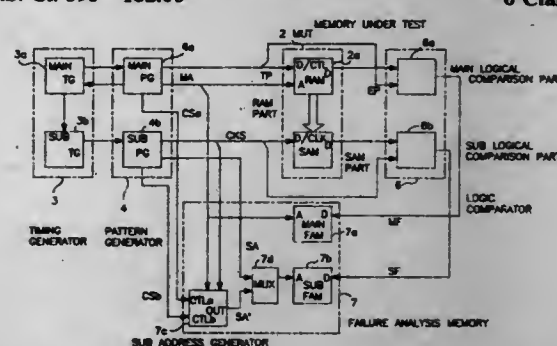 MEMORY UNDER TEST
2 MUT
3a
MAIN
TG
MAIN
PG
MA
TP
D/CTL
2a
D
A RAM
RAM
PART
6a
MAIN LOGICAL
COMPARISON PART
EP
SUB
TG
3b
4b
SUB
PG
CSa
CKS
D/CLK
SAM
D
SAM
PART
6b
SUB LOGICAL
COMPARISON PART
6
3
4
TIMING
GENERATOR
PATTERN
GENERATOR
LOGIC
COMPARATOR
MF
A D
MAIN
FAM
7a
SA
7d
MUX
7b
A D
SUB
FAM
SF
CSb
CTLa
OUT
CTLb
7c
SA'
7
FAILURE ANALYSIS MEMORY
SUB ADDRESS GENERATOR